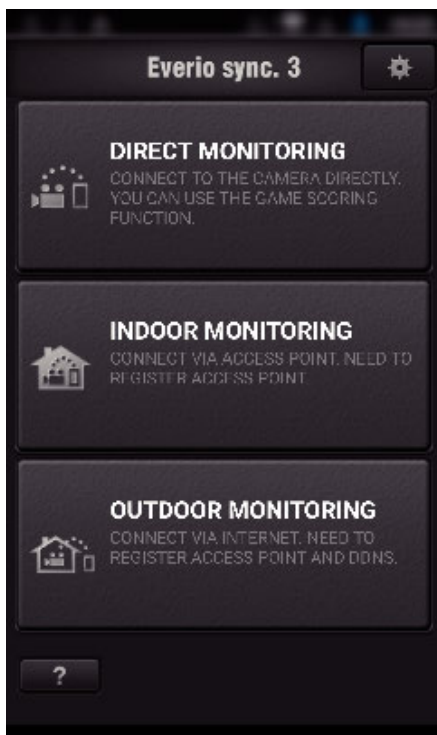 Everio sync. 3
DIRECT MONITORING
CONNECT TO THE CAMERA DIRECTLY.
YOU CAN USE THE GAME SCORING
FUNCTION.
INDOOR MONITORING
CONNECT VIA ACCESS POINT. NEED TO
REGISTER ACCESS POINT.
OUTDOOR MONITORING
CONNECT VIA INTERNET. NEED TO
REGISTER ACCESS POINT AND DDNS.
?